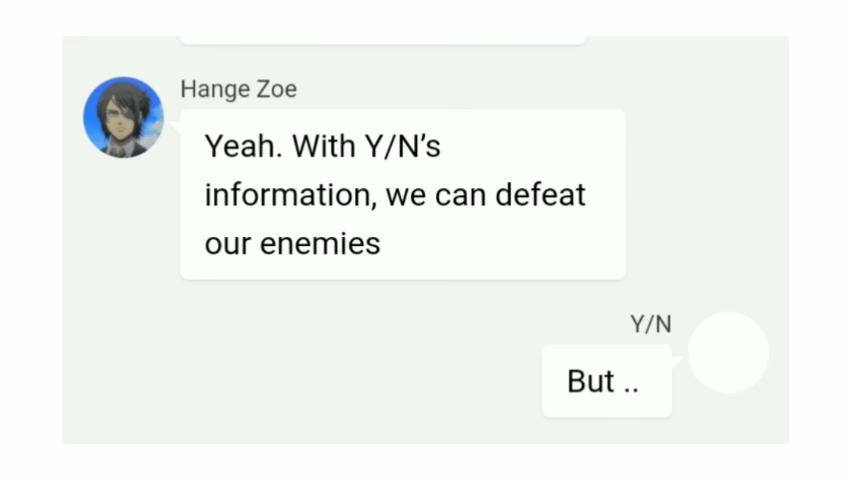 Hange Zoe
Yeah. With Y/N’s
information, we can defeat
our enemies
Y/N
But ..